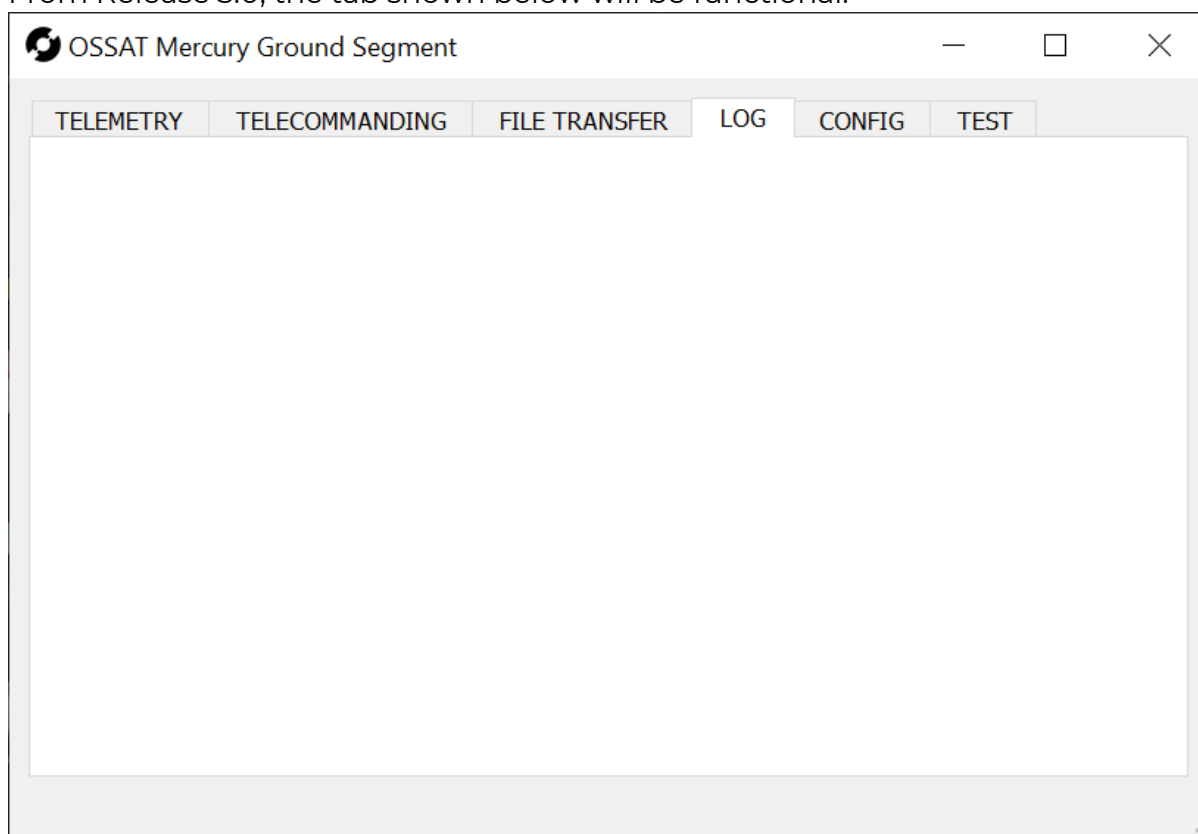 From Release the tab shown below will be functional.
OSSAT Mercury Ground Segment
TELEMETRY TELECOMMANDING FILE TRANSFER LOG CONFIG TEST